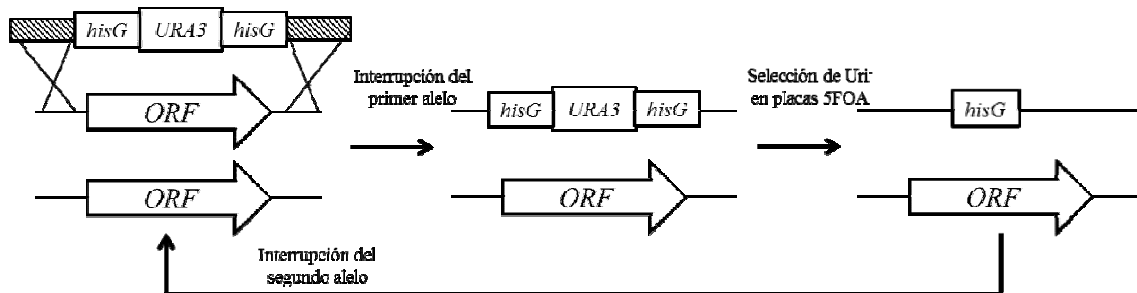 hisG URA3 hisG
ORF
ORF
Interrupción del
primer alelo
hisG URA3 hisG
ORF
Selección de Uri-
en placas 5FOA
hisG
ORF
Interrupción del
segundo alelo